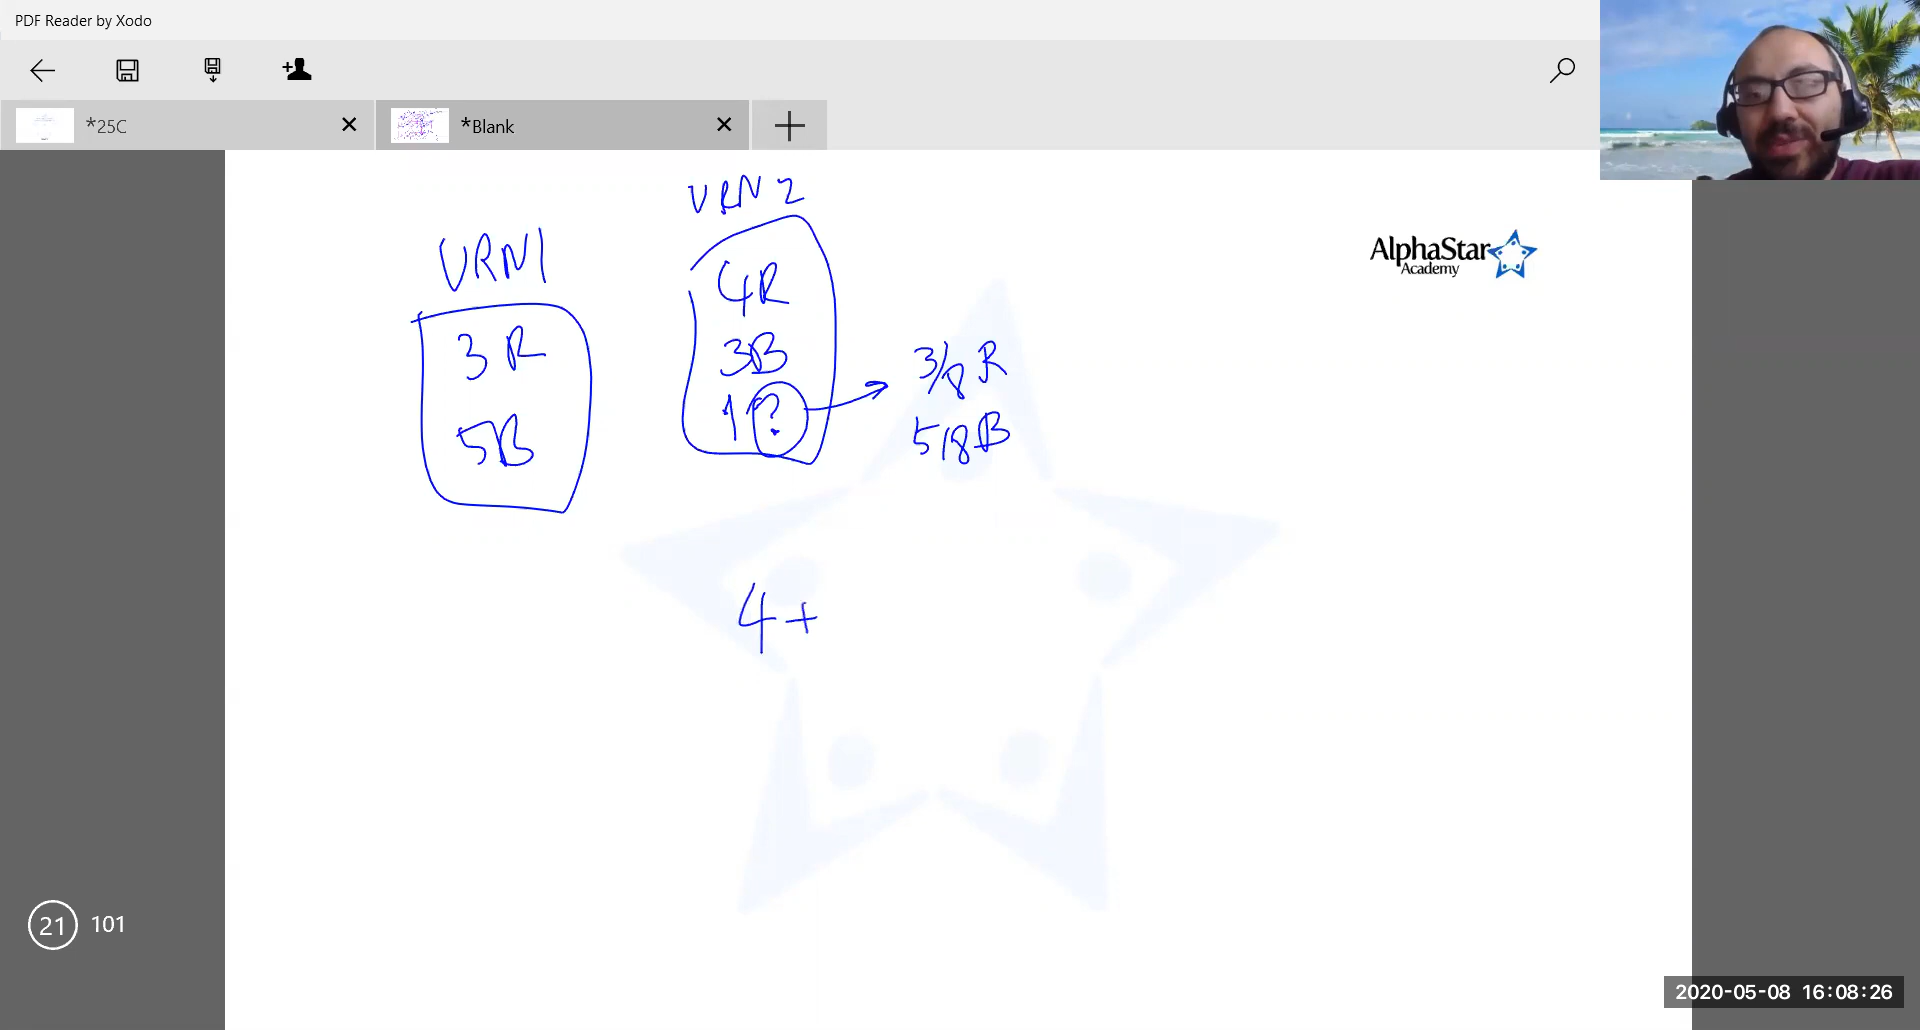 PDF Reader by Xodo
*25C
*Blank
URN 2
URN1
4R
3B
1 ?
3R
5B
3/8 R
5/8 B
4+
AlphaStar
Academy
21 101
2020-05-08 16:08:26